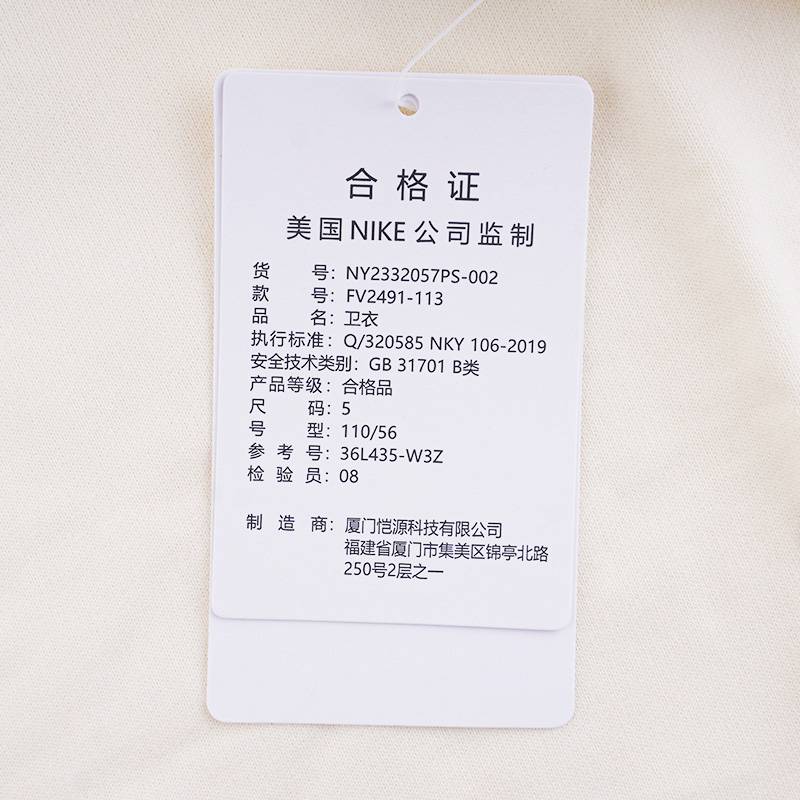 合格证
美国NIKE公司监制
货号：NY2332057PS-002
款号：FV2491-113
品名：卫衣
执行标准：Q/320585 NKY 106-2019
安全技术类别：GB 31701 B类
产品等级：合格品
尺码：5
号型：110/56
参考号：36L435-W3Z
检验员：08
制造商：厦门恺源科技有限公司
福建省厦门市集美区锦亭北路
250号2层之一